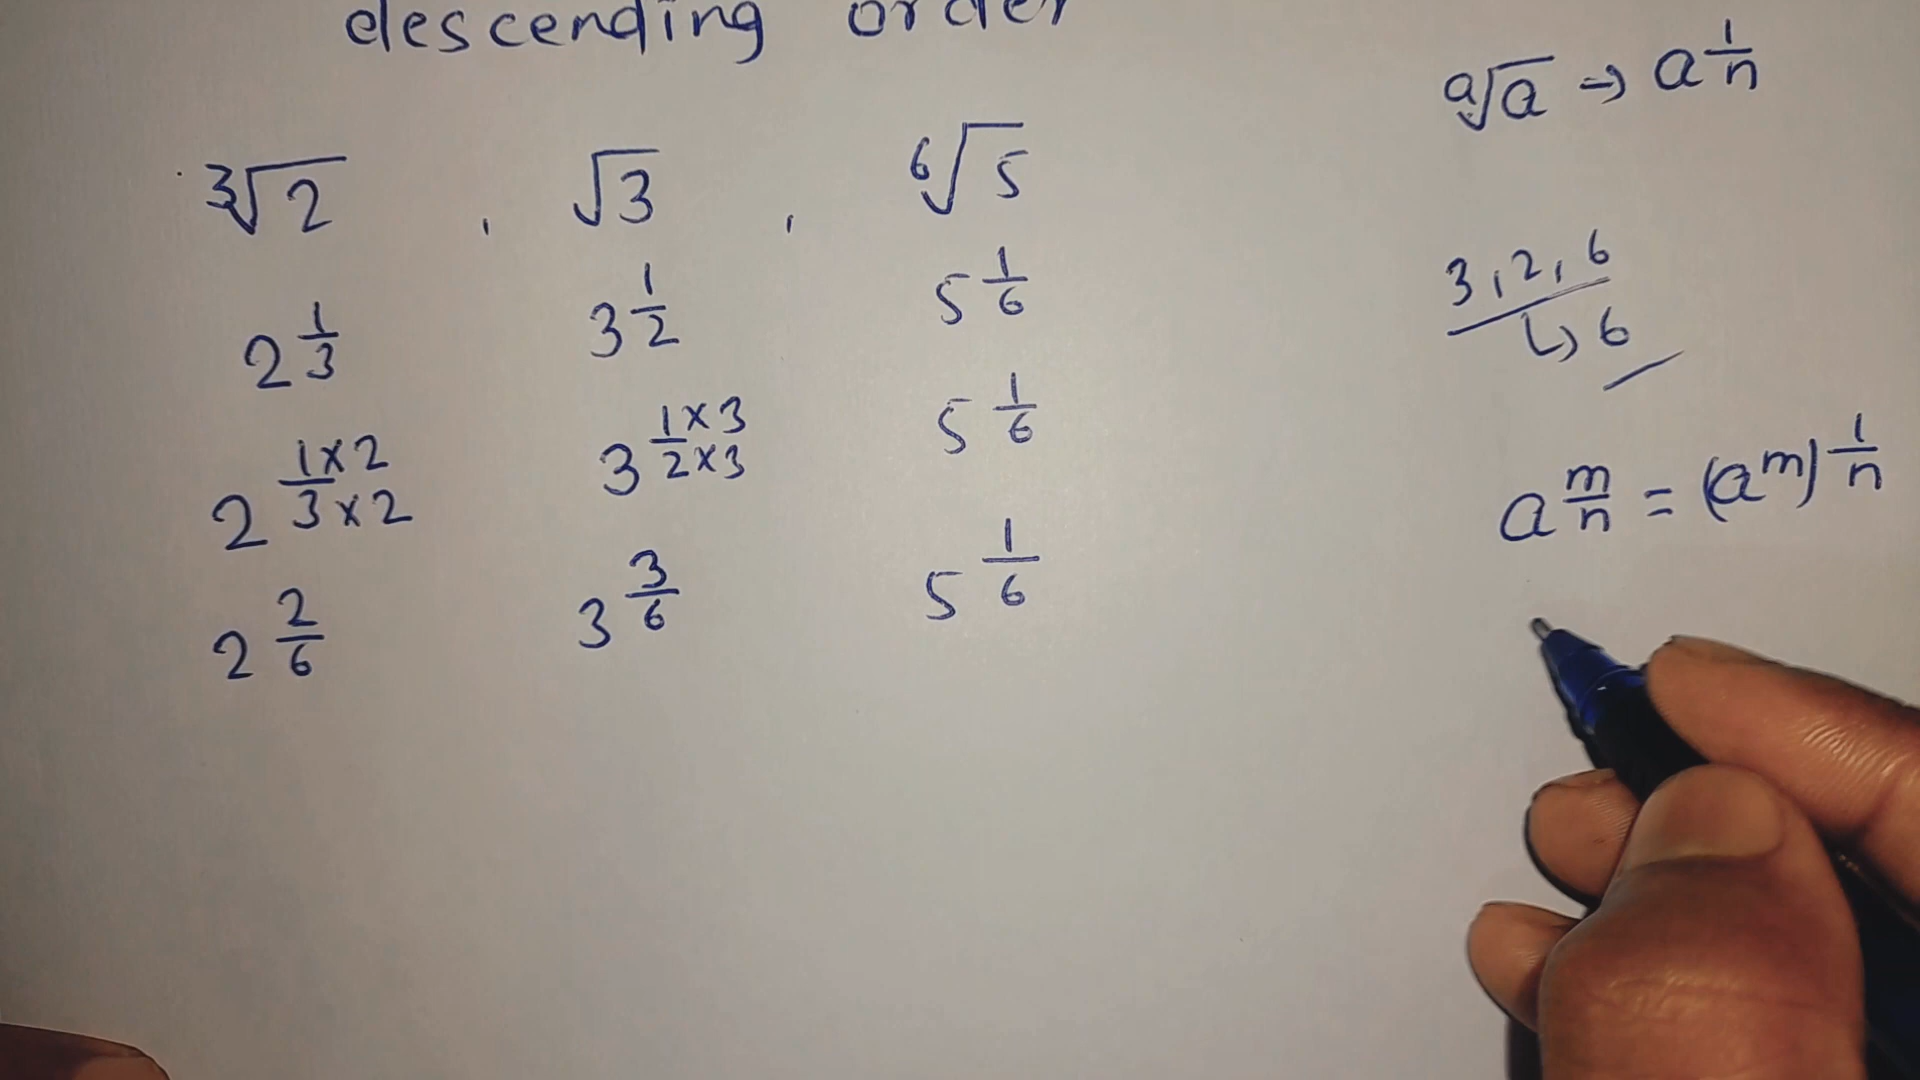 descending order
∛2 , √3 , ⁶√5
2^(1/3) 3^(1/2) 5^(1/6)
2^(1×2/3×2) 3^(1×3/2×3) 5^(1/6)
2^(2/6) 3^(3/6) 5^(1/6)
ᵃ√a ⇒ a^(1/n)
3,2,6
↳ 6
a^(m/n) = (a^m)^(1/n)